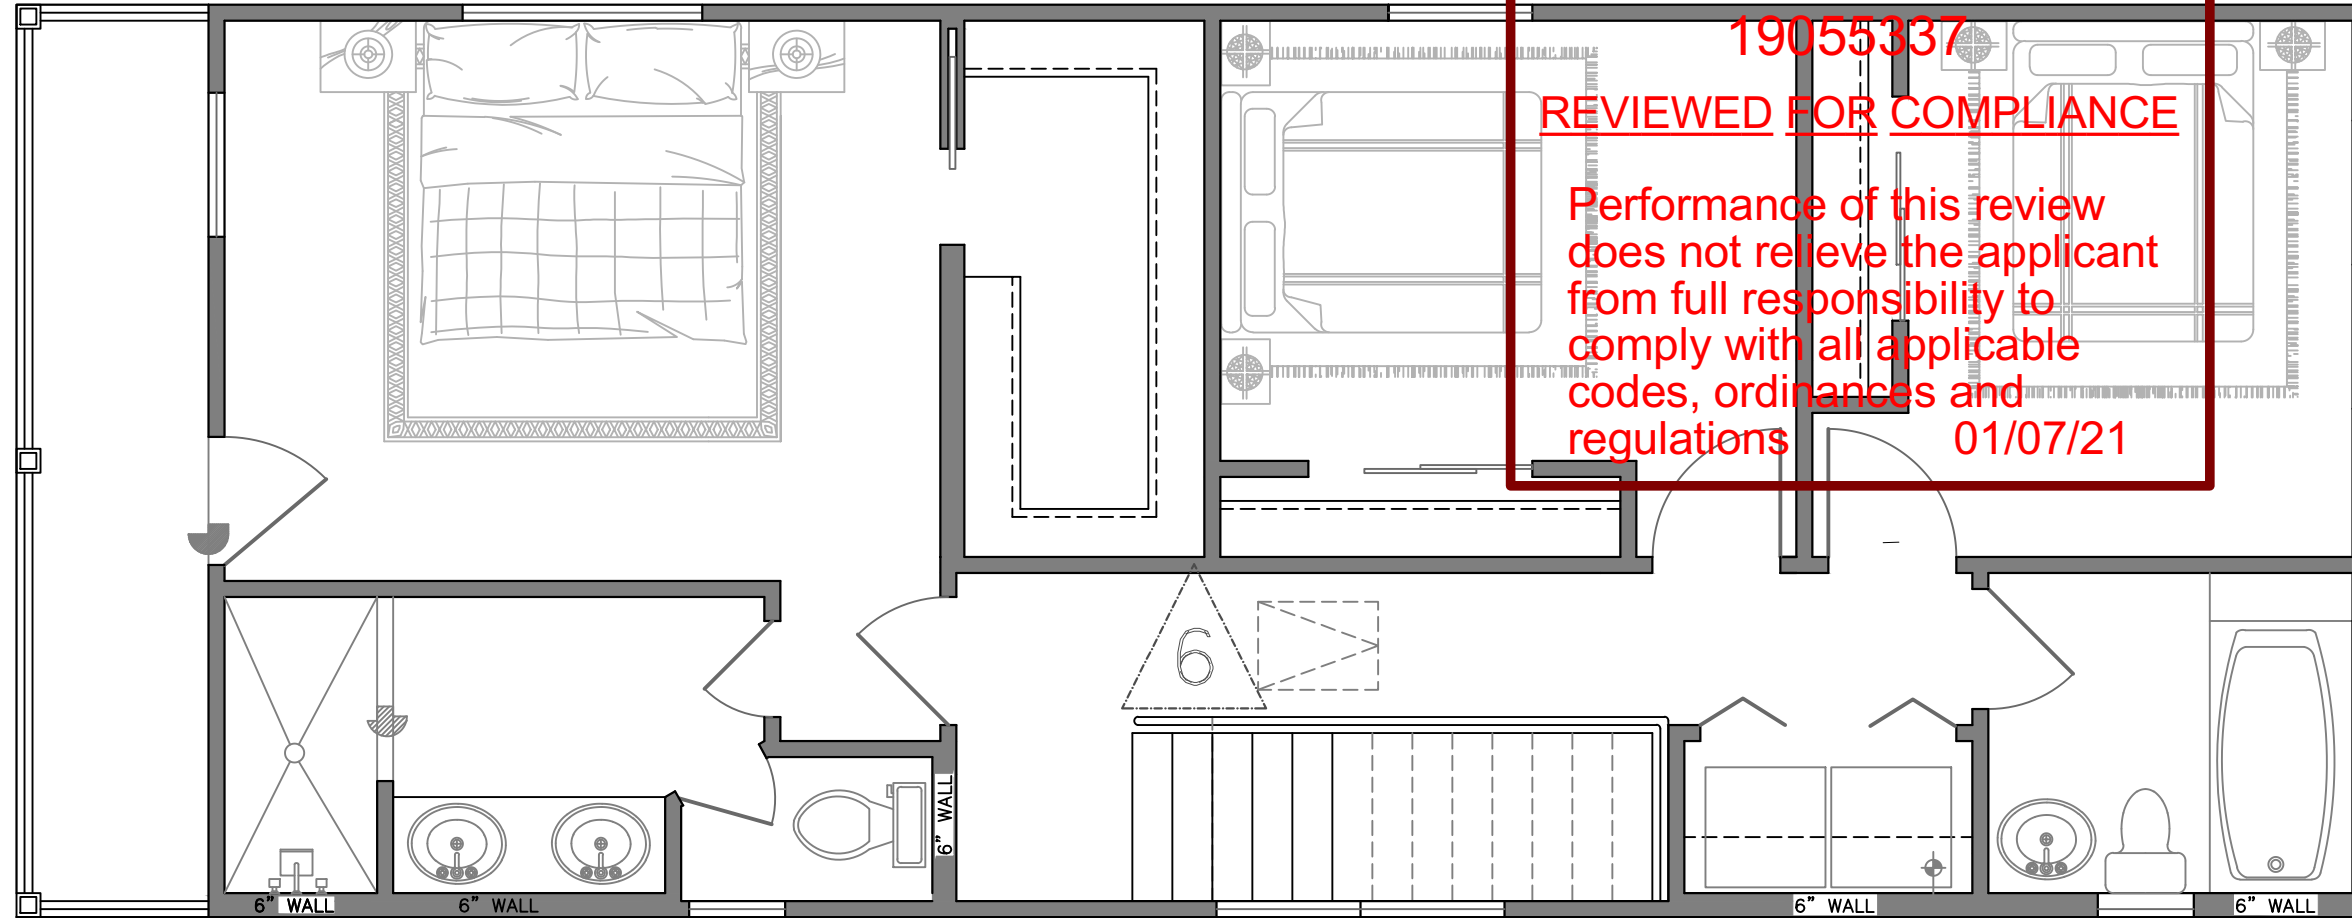 19055337
REVIEWED FOR COMPLIANCE
Performance of this review
does not relieve the applicant
from full responsibility to
comply with all applicable
codes, ordinances and
regulations 01/07/21
6
6" WALL
6" WALL
6" WALL
6" WALL
6" WALL